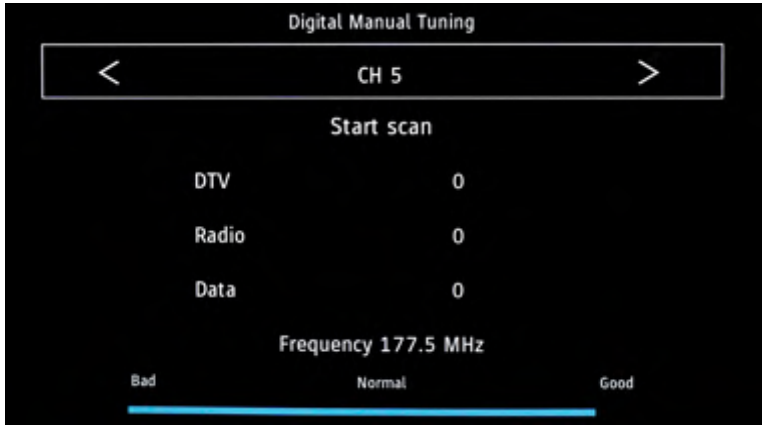 Digital Manual Tuning
< CH 5 >
Start scan
DTV 0
Radio 0
Data 0
Frequency 177.5 MHz
Bad Normal Good